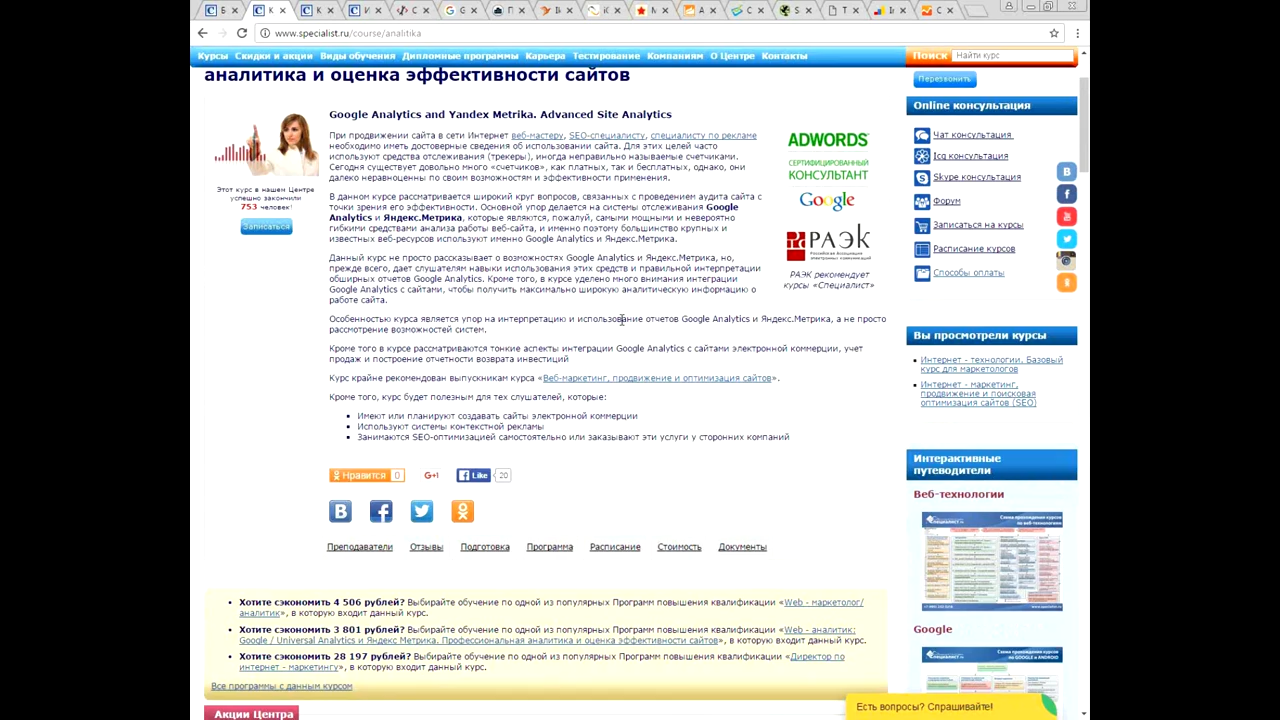 www.specialist.ru/course/analitika
Курсы Скидки и акции Виды обучения Дипломные программы Карьера Тестирование Компаниям О Центре Контакты
Поиск
Найти курс
аналитика и оценка эффективности сайтов
Перезвонить
Google Analytics and Yandex Metrika. Advanced Site Analytics
При продвижении сайта в сети Интернет веб-мастеру, SEO-специалисту, специалисту по рекламе
необходимо иметь достоверные сведения об использовании сайта. Для этих целей часто
используют средства отслеживания (трекеры), иногда неправильно называемые счетчиками.
Сегодня существует довольно много «счетчиков», как платных, так и бесплатных, однако, они
далеко неравноценны по своим возможностям и эффективности применения.
Этот курс в нашем Центре
успешно закончили
753 человек!
Записаться
В данном курсе рассматривается широкий круг вопросов, связанных с проведением аудита сайта с
точки зрения его эффективности. Основной упор делается на системы отслеживания Google
Analytics и Яндекс.Метрика, которые являются, пожалуй, самыми мощными и невероятно
гибкими средствами анализа работы веб-сайта, и именно поэтому большинство крупных и
известных веб-ресурсов используют именно Google Analytics и Яндекс.Метрика.
Данный курс не просто рассказывает о возможностях Google Analytics и Яндекс.Метрика, но,
прежде всего, дает слушателям навыки использования этих средств и правильной интерпретации
обширных отчетов Google Analytics. Кроме того, в курсе уделено много внимания интеграции
Google Analytics с сайтами, чтобы получить максимально широкую аналитическую информацию о
работе сайта.
Особенностью курса является упор на интерпретацию и использование отчетов Google Analytics и Яндекс.Метрика, а не просто
рассмотрение возможностей систем.
Кроме того в курсе рассматриваются тонкие аспекты интеграции Google Analytics с сайтами электронной коммерции, учет
продаж и построение отчетности возврата инвестиций
Курс крайне рекомендован выпускникам курса «Веб-маркетинг, продвижение и оптимизация сайтов».
Кроме того, курс будет полезным для тех слушателей, которые:
Имеют или планируют создавать сайты электронной коммерции
Используют системы контекстной рекламы
Занимаются SEO-оптимизацией самостоятельно или заказывают эти услуги у сторонних компаний
ADWORDS
СЕРТИФИЦИРОВАННЫЙ
КОНСУЛЬТАНТ
Google
РАЭК
РАЭК рекомендует
курсы «Специалист»
Нравится 0
G+1
Like 20
Преподаватели Отзывы Подготовка Программа Расписание Стоимость Документы
Хотите сэкономить 46 401 рублей? Выбирайте обучение по одной из популярных Программ повышения квалификации «Web - маркетолог/
аналитик», в которую входит данный курс.
Хотите сэкономить 3 801 рублей? Выбирайте обучение по одной из популярных Программ повышения квалификации «Web - аналитик:
Google / Universal Analytics и Яндекс Метрика. Профессиональная аналитика и оценка эффективности сайтов», в которую входит данный курс.
Хотите сэкономить 28 197 рублей? Выбирайте обучение по одной из популярных Программ повышения квалификации «Директор по
интернет - маркетингу», в которую входит данный курс.
Все программы с данным курсом
Акции Центра
Online консультация
Чат консультация
Icq консультация
Skype консультация
Форум
Записаться на курсы
Расписание курсов
Способы оплаты
Вы просмотрели курсы
Интернет - технологии. Базовый
курс для маркетологов
Интернет - маркетинг,
продвижение и поисковая
оптимизация сайтов (SEO)
Интерактивные
путеводители
Веб-технологии
Google
Есть вопросы? Спрашивайте!